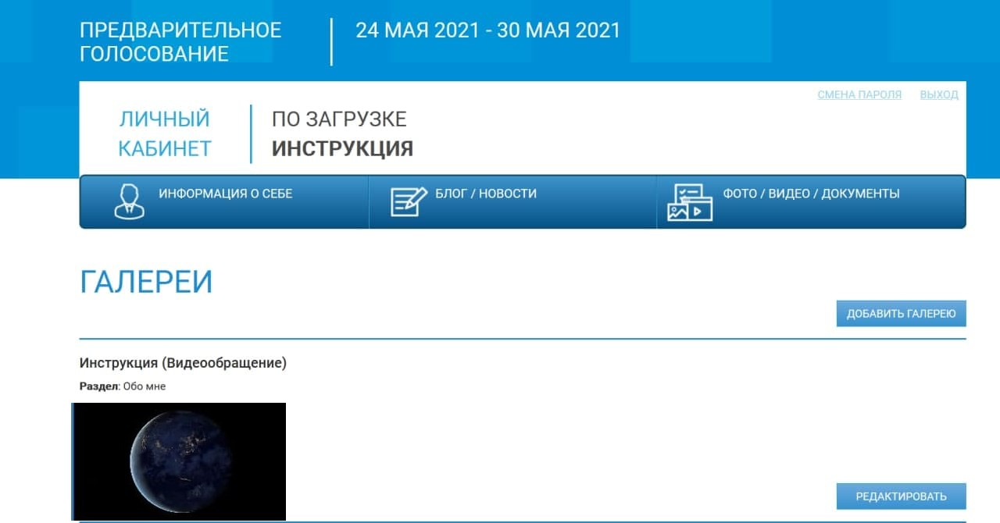 ПРЕДВАРИТЕЛЬНОЕ
ГОЛОСОВАНИЕ
24 МАЯ 2021 - 30 МАЯ 2021
СМЕНА ПАРОЛЯ ВЫХОД
ЛИЧНЫЙ
КАБИНЕТ
ПО ЗАГРУЗКЕ
ИНСТРУКЦИЯ
ИНФОРМАЦИЯ О СЕБЕ
БЛОГ / НОВОСТИ
ФОТО / ВИДЕО / ДОКУМЕНТЫ
ГАЛЕРЕИ
ДОБАВИТЬ ГАЛЕРЕЮ
Инструкция (Видеообращение)
Раздел: Обо мне
РЕДАКТИРОВАТЬ